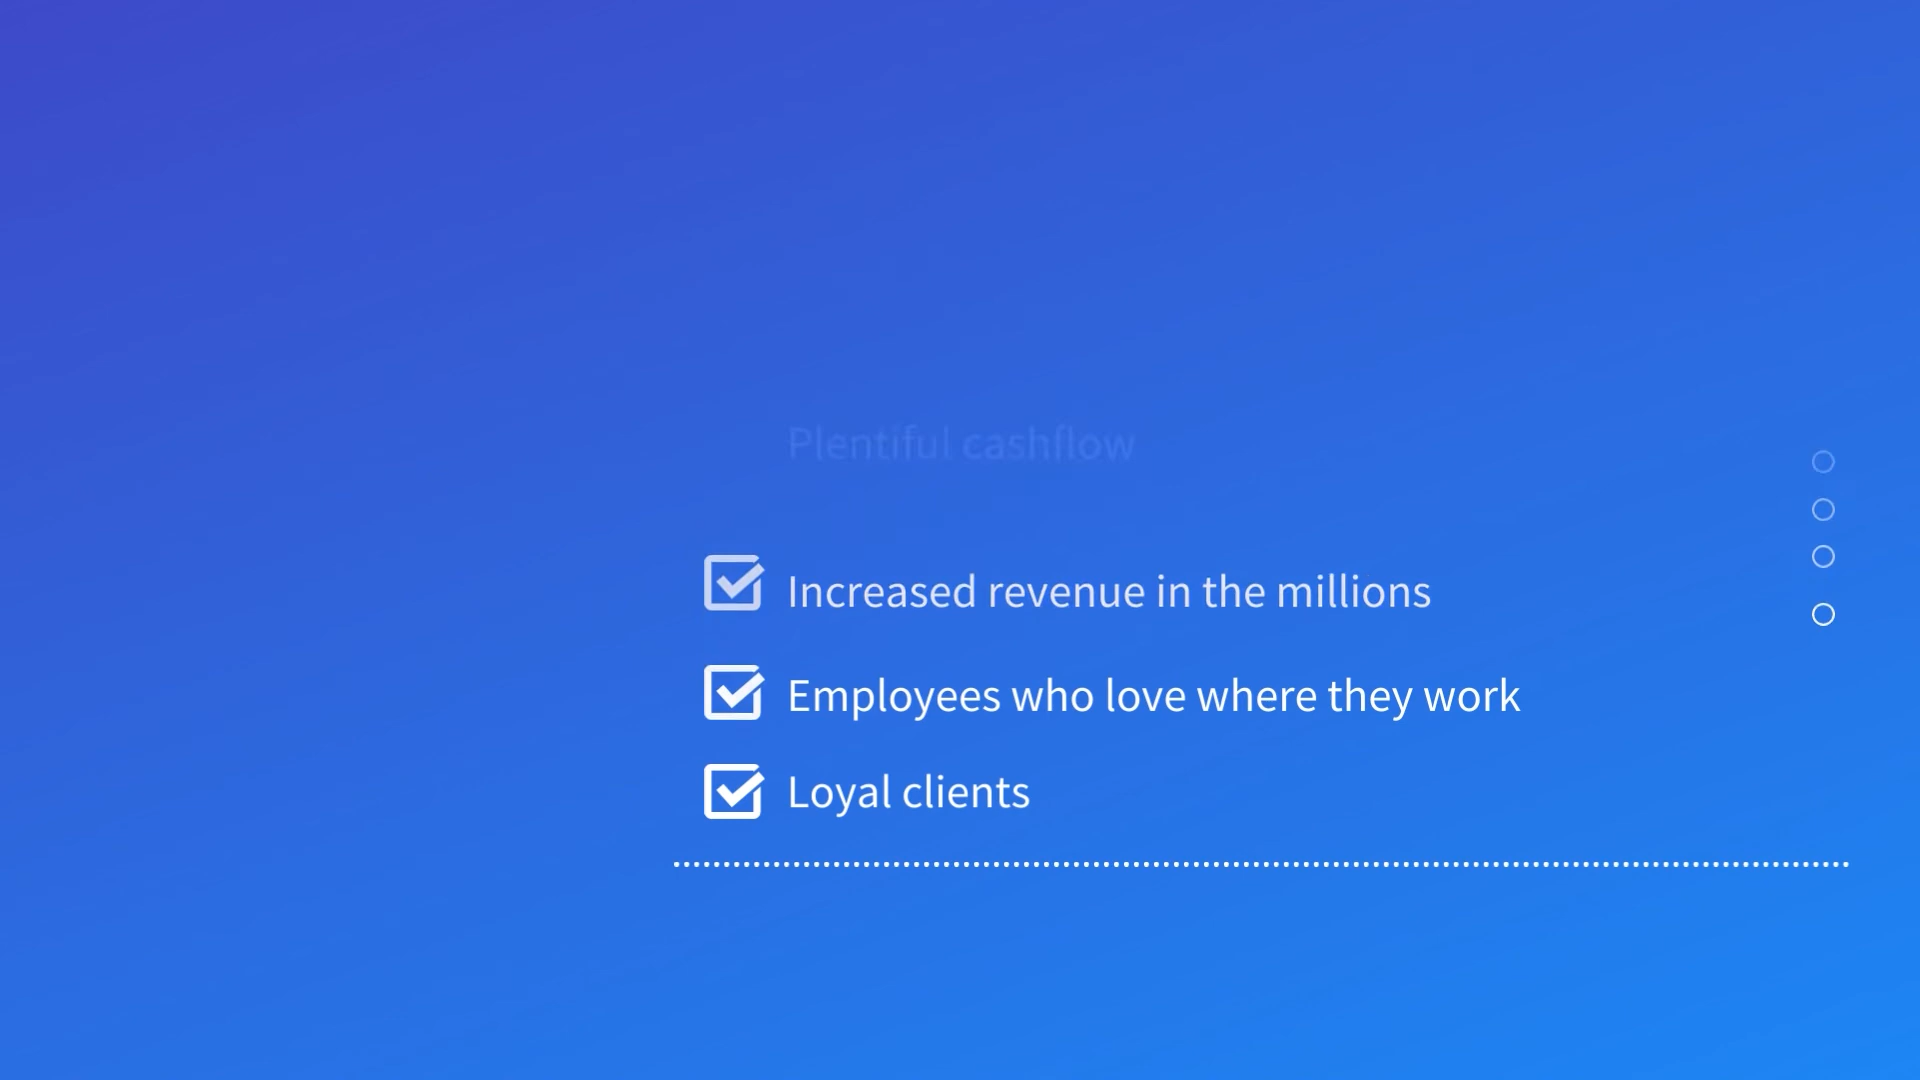 Plentiful cashflow
Increased revenue in the millions
Employees who love where they work
Loyal clients